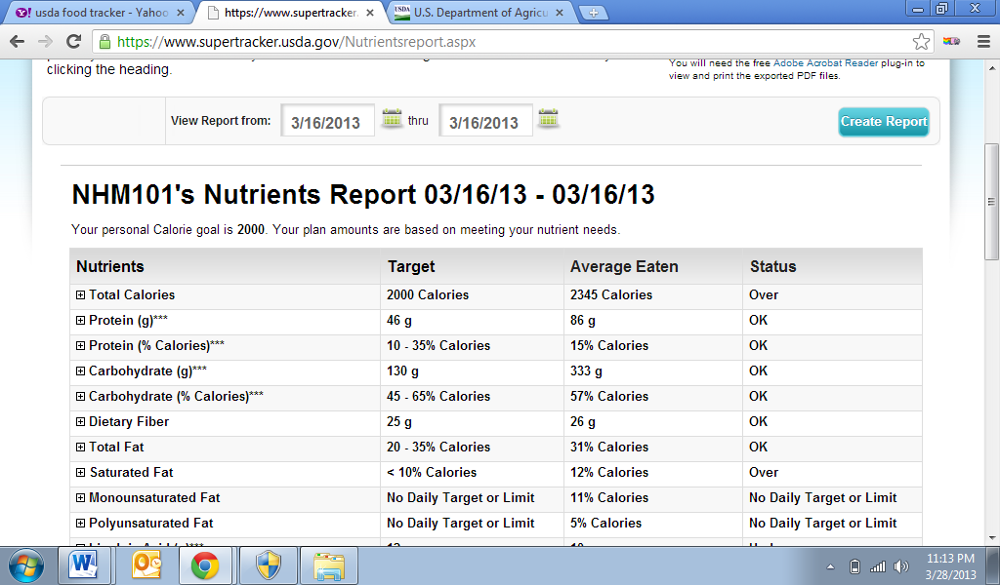 usda food tracker - Yahoo
https://www.supertracker.
U.S. Department of Agricu
https://www.supertracker.usda.gov/Nutrientsreport.aspx
clicking the heading.
You will need the free Adobe Acrobat Reader plug-in to
view and print the exported PDF files.
View Report from: 3/16/2013 thru 3/16/2013 Create Report
NHM101's Nutrients Report 03/16/13 - 03/16/13
Your personal Calorie goal is 2000. Your plan amounts are based on meeting your nutrient needs.
Nutrients Target Average Eaten Status
Total Calories 2000 Calories 2345 Calories Over
Protein (g)*** 46 g 86 g OK
Protein (% Calories)*** 10 - 35% Calories 15% Calories OK
Carbohydrate (g)*** 130 g 333 g OK
Carbohydrate (% Calories)*** 45 - 65% Calories 57% Calories OK
Dietary Fiber 25 g 26 g OK
Total Fat 20 - 35% Calories 31% Calories OK
Saturated Fat < 10% Calories 12% Calories Over
Monounsaturated Fat No Daily Target or Limit 11% Calories No Daily Target or Limit
Polyunsaturated Fat No Daily Target or Limit 5% Calories No Daily Target or Limit
11:13 PM
3/28/2013